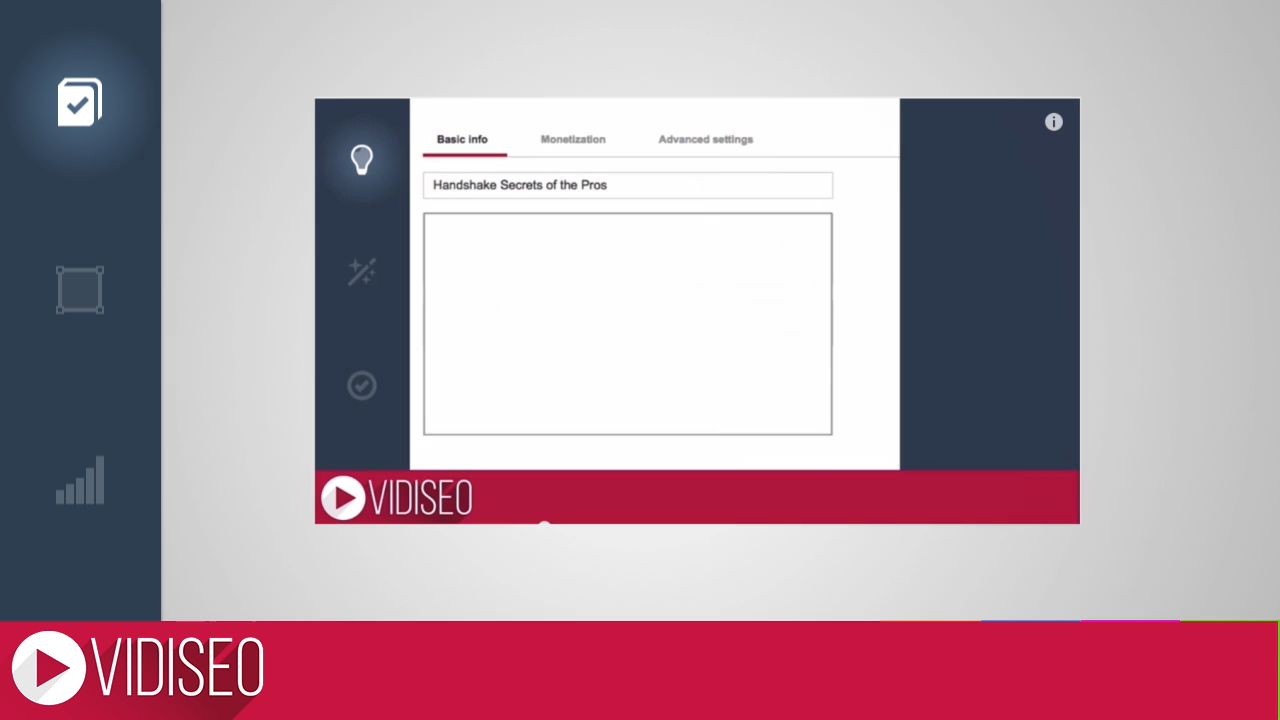 Basic info Monetization Advanced settings
Handshake Secrets of the Pros
VIDISEO
VIDISEO